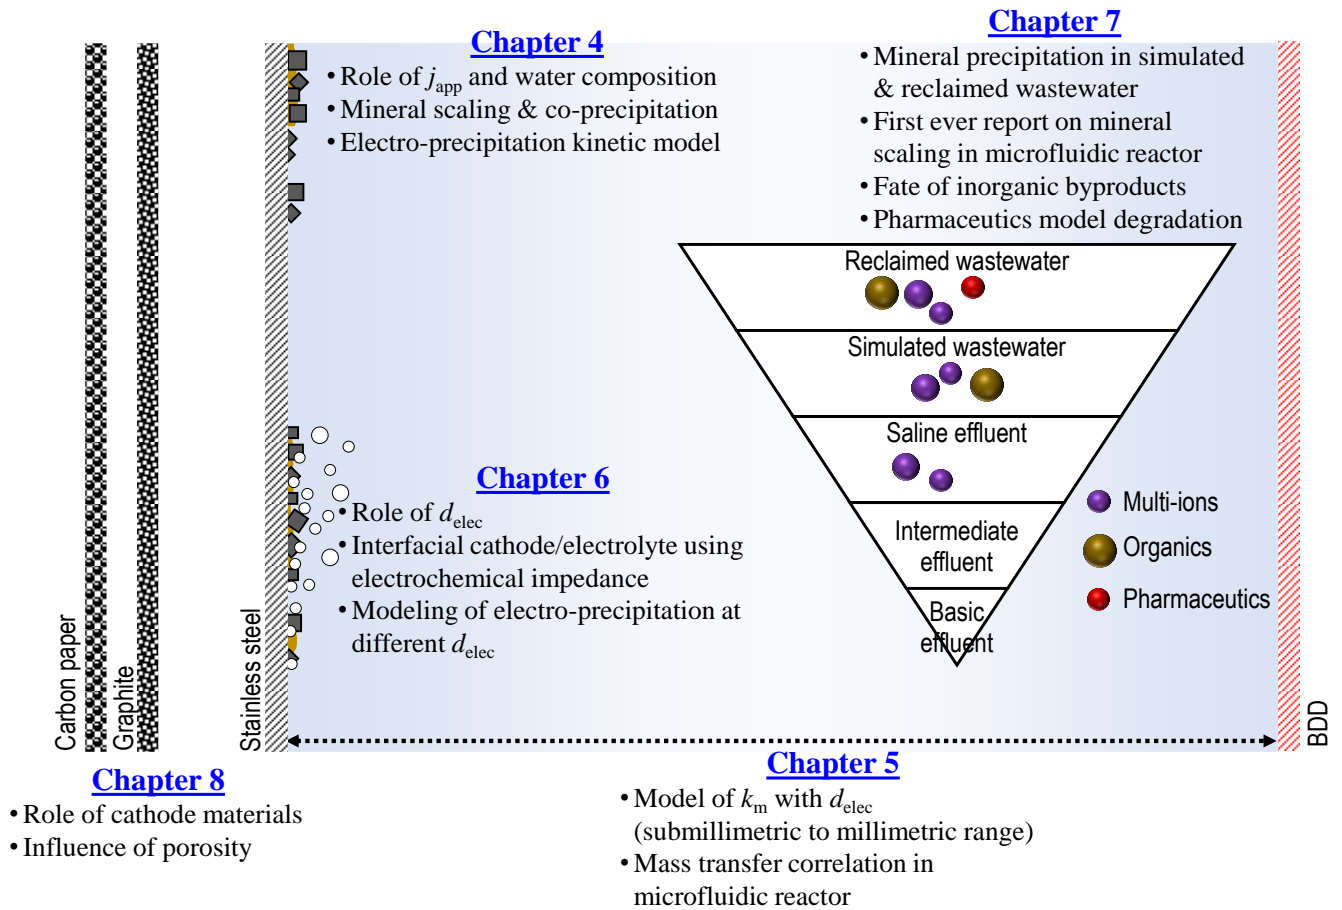 Chapter 4
• Role of japp and water composition
• Mineral scaling & co-precipitation
• Electro-precipitation kinetic model
Chapter 7
• Mineral precipitation in simulated
& reclaimed wastewater
• First ever report on mineral
scaling in microfluidic reactor
• Fate of inorganic byproducts
• Pharmaceutics model degradation
Reclaimed wastewater
Simulated wastewater
Saline effluent
Intermediate
effluent
Basic
effluent
Multi-ions
Organics
Pharmaceutics
Chapter 6
• Role of delec
• Interfacial cathode/electrolyte using
electrochemical impedance
• Modeling of electro-precipitation at
different delec
Carbon paper
Graphite
Stainless steel
BDD
Chapter 8
• Role of cathode materials
• Influence of porosity
Chapter 5
• Model of km with delec
(submillimetric to millimetric range)
• Mass transfer correlation in
microfluidic reactor